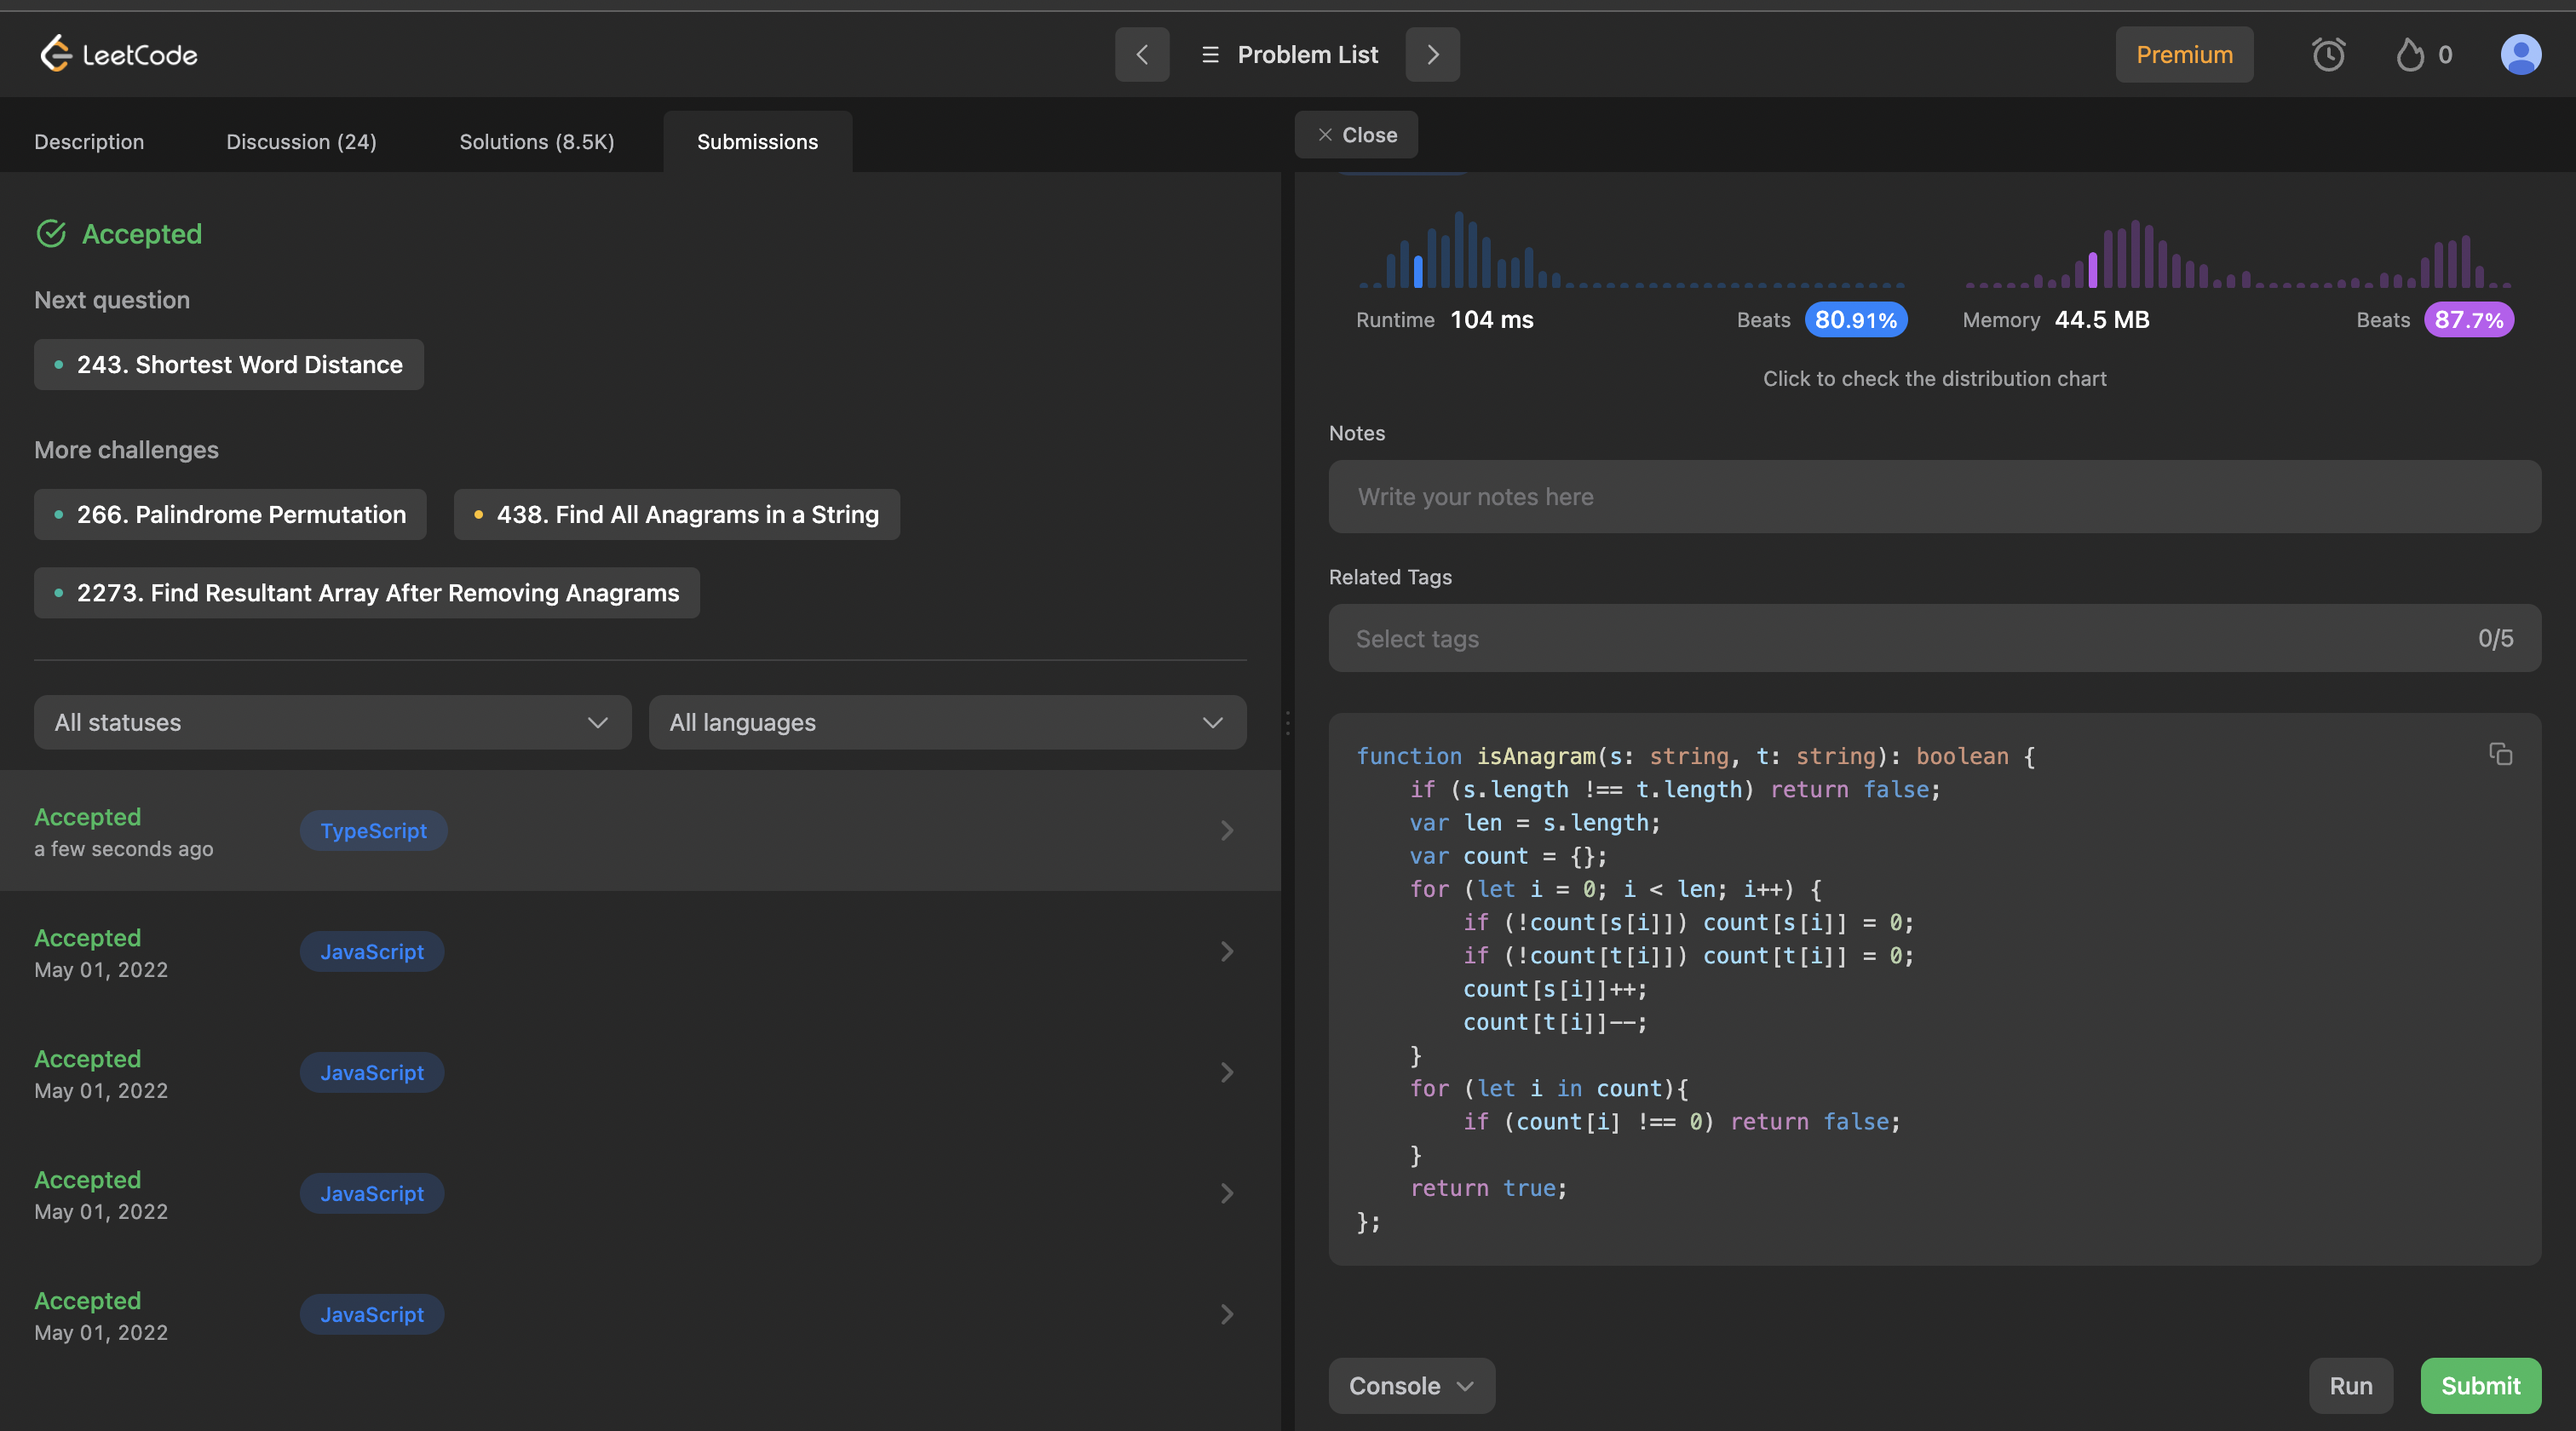 LeetCode
Problem List
Premium
0
Description
Discussion (24)
Solutions (8.5K)
Submissions
Close
Accepted
Next question
243. Shortest Word Distance
More challenges
266. Palindrome Permutation
438. Find All Anagrams in a String
2273. Find Resultant Array After Removing Anagrams
All statuses
All languages
Accepted
a few seconds ago
TypeScript
Accepted
May 01, 2022
JavaScript
Accepted
May 01, 2022
JavaScript
Accepted
May 01, 2022
JavaScript
Accepted
May 01, 2022
JavaScript
Runtime 104 ms
Beats 80.91%
Memory 44.5 MB
Beats 87.7%
Click to check the distribution chart
Notes
Write your notes here
Related Tags
Select tags
0/5
function isAnagram(s: string, t: string): boolean {
    if (s.length !== t.length) return false;
    var len = s.length;
    var count = {};
    for (let i = 0; i < len; i++) {
        if (!count[s[i]]) count[s[i]] = 0;
        if (!count[t[i]]) count[t[i]] = 0;
        count[s[i]]++;
        count[t[i]]--;
    }
    for (let i in count){
        if (count[i] !== 0) return false;
    }
    return true;
};
Console
Run
Submit